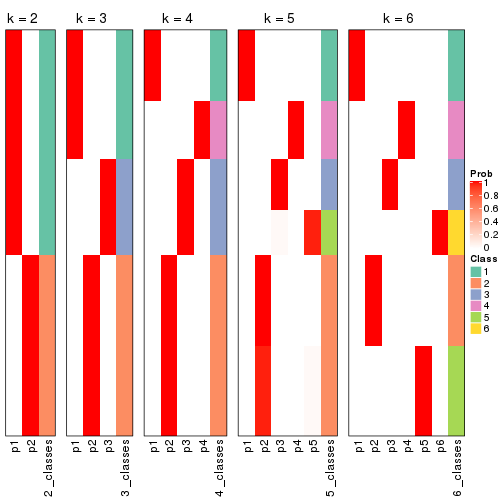 k = 2
k = 3
k = 4
k = 5
k = 6
p1
p2
2_classes
p1
p2
p3
3_classes
p1
p2
p3
p4
4_classes
p1
p2
p3
p4
p5
5_classes
p1
p2
p3
p4
p5
p6
6_classes
Prob
1
0.8
0.6
0.4
0.2
0
Class
1
2
3
4
5
6